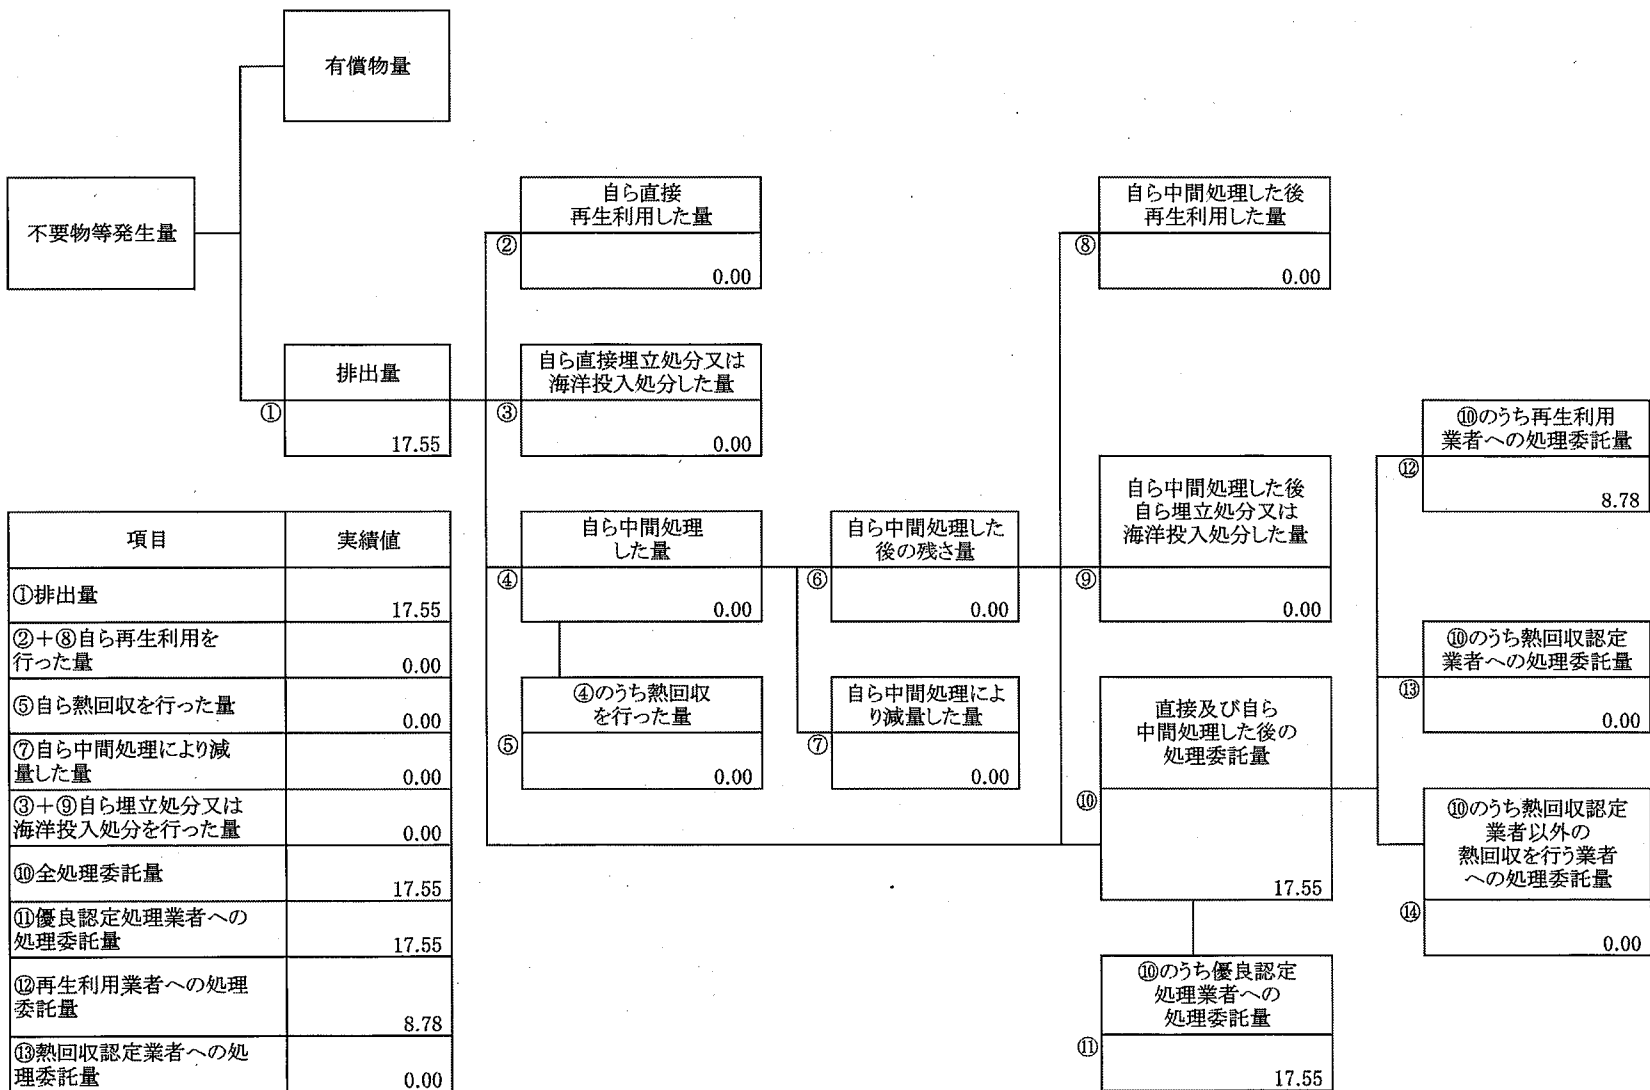 有償物量
不要物等発生量
自ら直接
再生利用した量
②
0.00
自ら中間処理した後
再生利用した量
⑧
0.00
排出量
①
17.55
自ら直接埋立処分又は
海洋投入処分した量
③
0.00
⑩のうち再生利用
業者への処理委託量
⑫
8.78
自ら中間処理
した量
④
0.00
自ら中間処理した
後の残さ量
⑥
0.00
自ら中間処理した後
自ら埋立処分又は
海洋投入処分した量
⑨
0.00
⑩のうち熱回収認定
業者への処理委託量
⑬
0.00
④のうち熱回収
を行った量
⑤
0.00
自ら中間処理によ
り減量した量
⑦
0.00
直接及び自ら
中間処理した後の
処理委託量
⑩
17.55
⑩のうち熱回収認定
業者以外の
熱回収を行う業者
への処理委託量
⑭
0.00
⑩のうち優良認定
処理業者への
処理委託量
⑪
17.55
項目 実績値
①排出量
17.55
②+⑧自ら再生利用を
行った量 0.00
⑤自ら熱回収を行った量
0.00
⑦自ら中間処理により減
量した量 0.00
③+⑨自ら埋立処分又は
海洋投入処分を行った量 0.00
⑩全処理委託量
17.55
⑪優良認定処理業者への
処理委託量 17.55
⑫再生利用業者への処理
委託量
8.78
⑬熱回収認定業者への処
理委託量 0.00